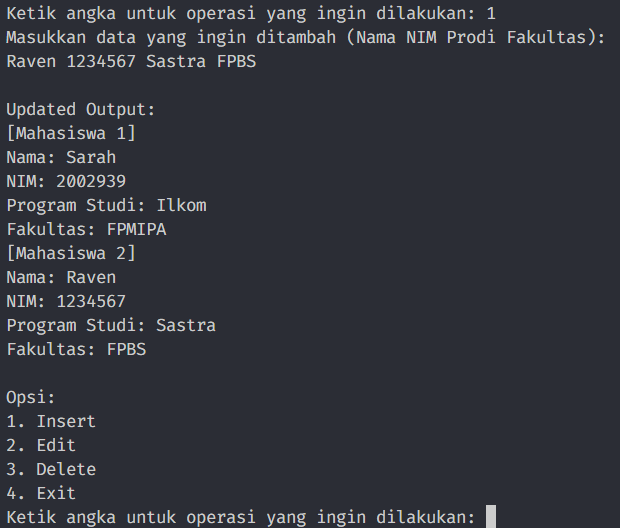 Ketik angka untuk operasi yang ingin dilakukan: 1
Masukkan data yang ingin ditambah (Nama NIM Prodi Fakultas):
Raven 1234567 Sastra FPBS
Updated Output:
[Mahasiswa 1]
Nama: Sarah
NIM: 2002939
Program Studi: Ilkom
Fakultas: FPMIPA
[Mahasiswa 2]
Nama: Raven
NIM: 1234567
Program Studi: Sastra
Fakultas: FPBS
Opsi:
1. Insert
2. Edit
3. Delete
4. Exit
Ketik angka untuk operasi yang ingin dilakukan: